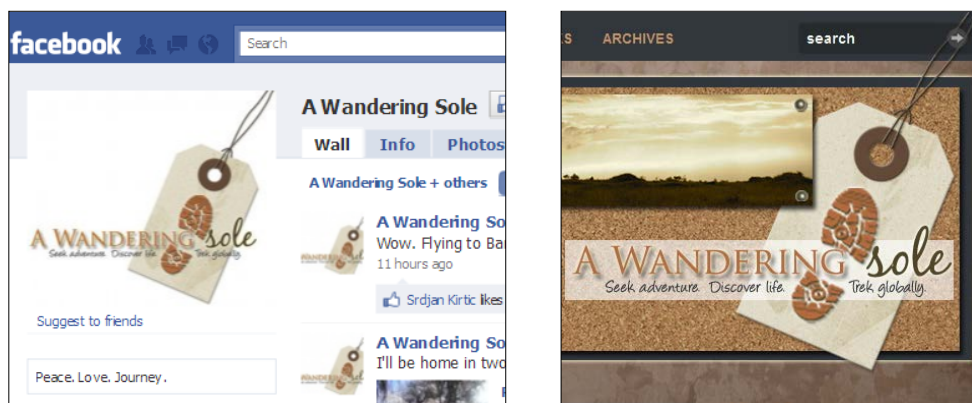 facebook
Search
A Wandering Sole
Wall Info Photos
A Wandering Sole + others
A WANDERING sole
Seek adventure. Discover life. Trek globally.
A Wandering So
Wow. Flying to Ba
11 hours ago
Srdjan Kirtic likes
Suggest to friends
A Wandering So
I'll be home in two
Peace. Love. Journey.
S ARCHIVES search
A WANDERING sole
Seek adventure. Discover life. Trek globally.